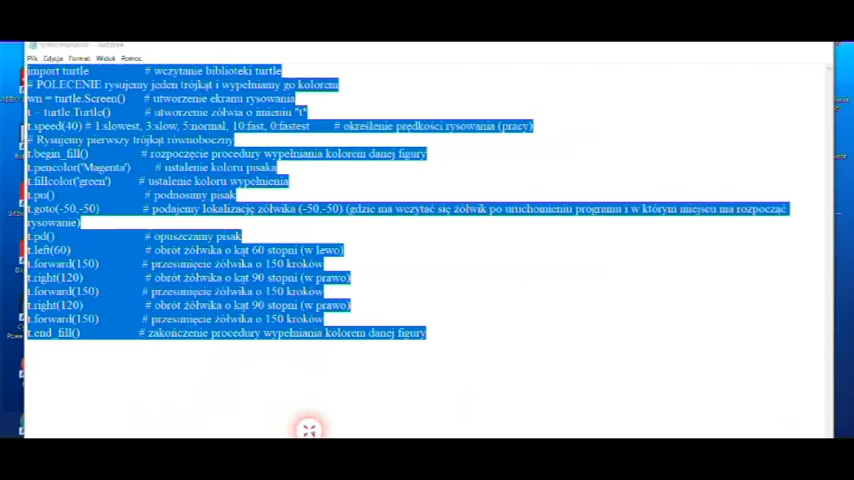 Plik Edycja Format Widok Pomoc
import turtle # wczytanie biblioteki turtle
# POLECENIE rysujemy jeden trójkąt i wypełniamy go kolorem
wn = turtle.Screen() # utworzenie ekranu rysowania
t = turtle.Turtle() # utworzenie żółwia o imieniu "t"
t.speed(40) # 1:slowest, 3:slow, 5:normal, 10:fast, 0:fastest # określenie prędkości rysowania (pracy)
# Rysujemy pierwszy trójkąt równoboczny
t.begin_fill() # rozpoczęcie procedury wypełniania kolorem danej figury
t.pencolor('Magenta') # ustalenie koloru pisaka
t.fillcolor('green') # ustalenie koloru wypełnienia
t.pu() # podnosimy pisak
t.goto(-50,-50) # podajemy lokalizację żółwika (-50,-50) (gdzie ma wczytać się żółwik po uruchomieniu programu i w którym miejscu ma rozpocząć
rysowanie)
t.pd() # opuszczamy pisak
t.left(60) # obrót żółwika o kąt 60 stopni (w lewo)
t.forward(150) # przesunięcie żółwika o 150 kroków
t.right(120) # obrót żółwika o kąt 90 stopni (w prawo)
t.forward(150) # przesunięcie żółwika o 150 kroków
t.right(120) # obrót żółwika o kąt 90 stopni (w prawo)
t.forward(150) # przesunięcie żółwika o 150 kroków
t.end_fill() # zakończenie procedury wypełniania kolorem danej figury